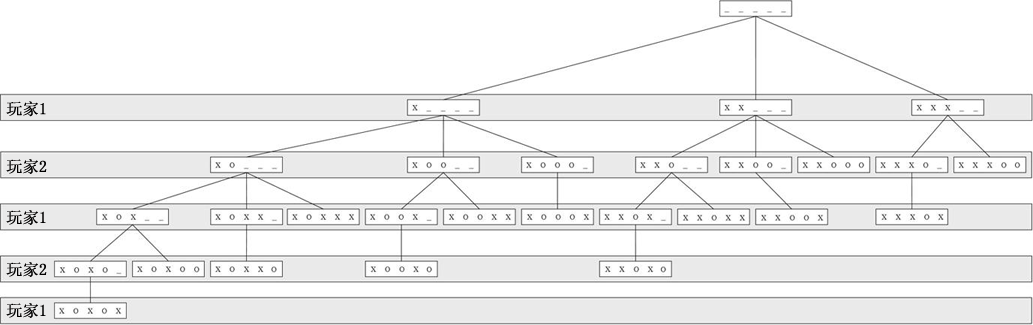 _ _ _ _ _
玩家1 x _ _ _ _ x x _ _ _ x x x _ _
玩家2 x o _ _ _ x o o _ _ x o o o _ x x o _ _ x x o o _ x x o o o x x x o _ x x x o o
玩家1 x o x _ _ x o x x _ x o x x x x o o x _ x o o x x x o o o x x x o x _ x x o x x x x o o x x x x o x
玩家2 x o x o _ x o x o o x o x x o x o o x o x x o x o
玩家1 x o x o x